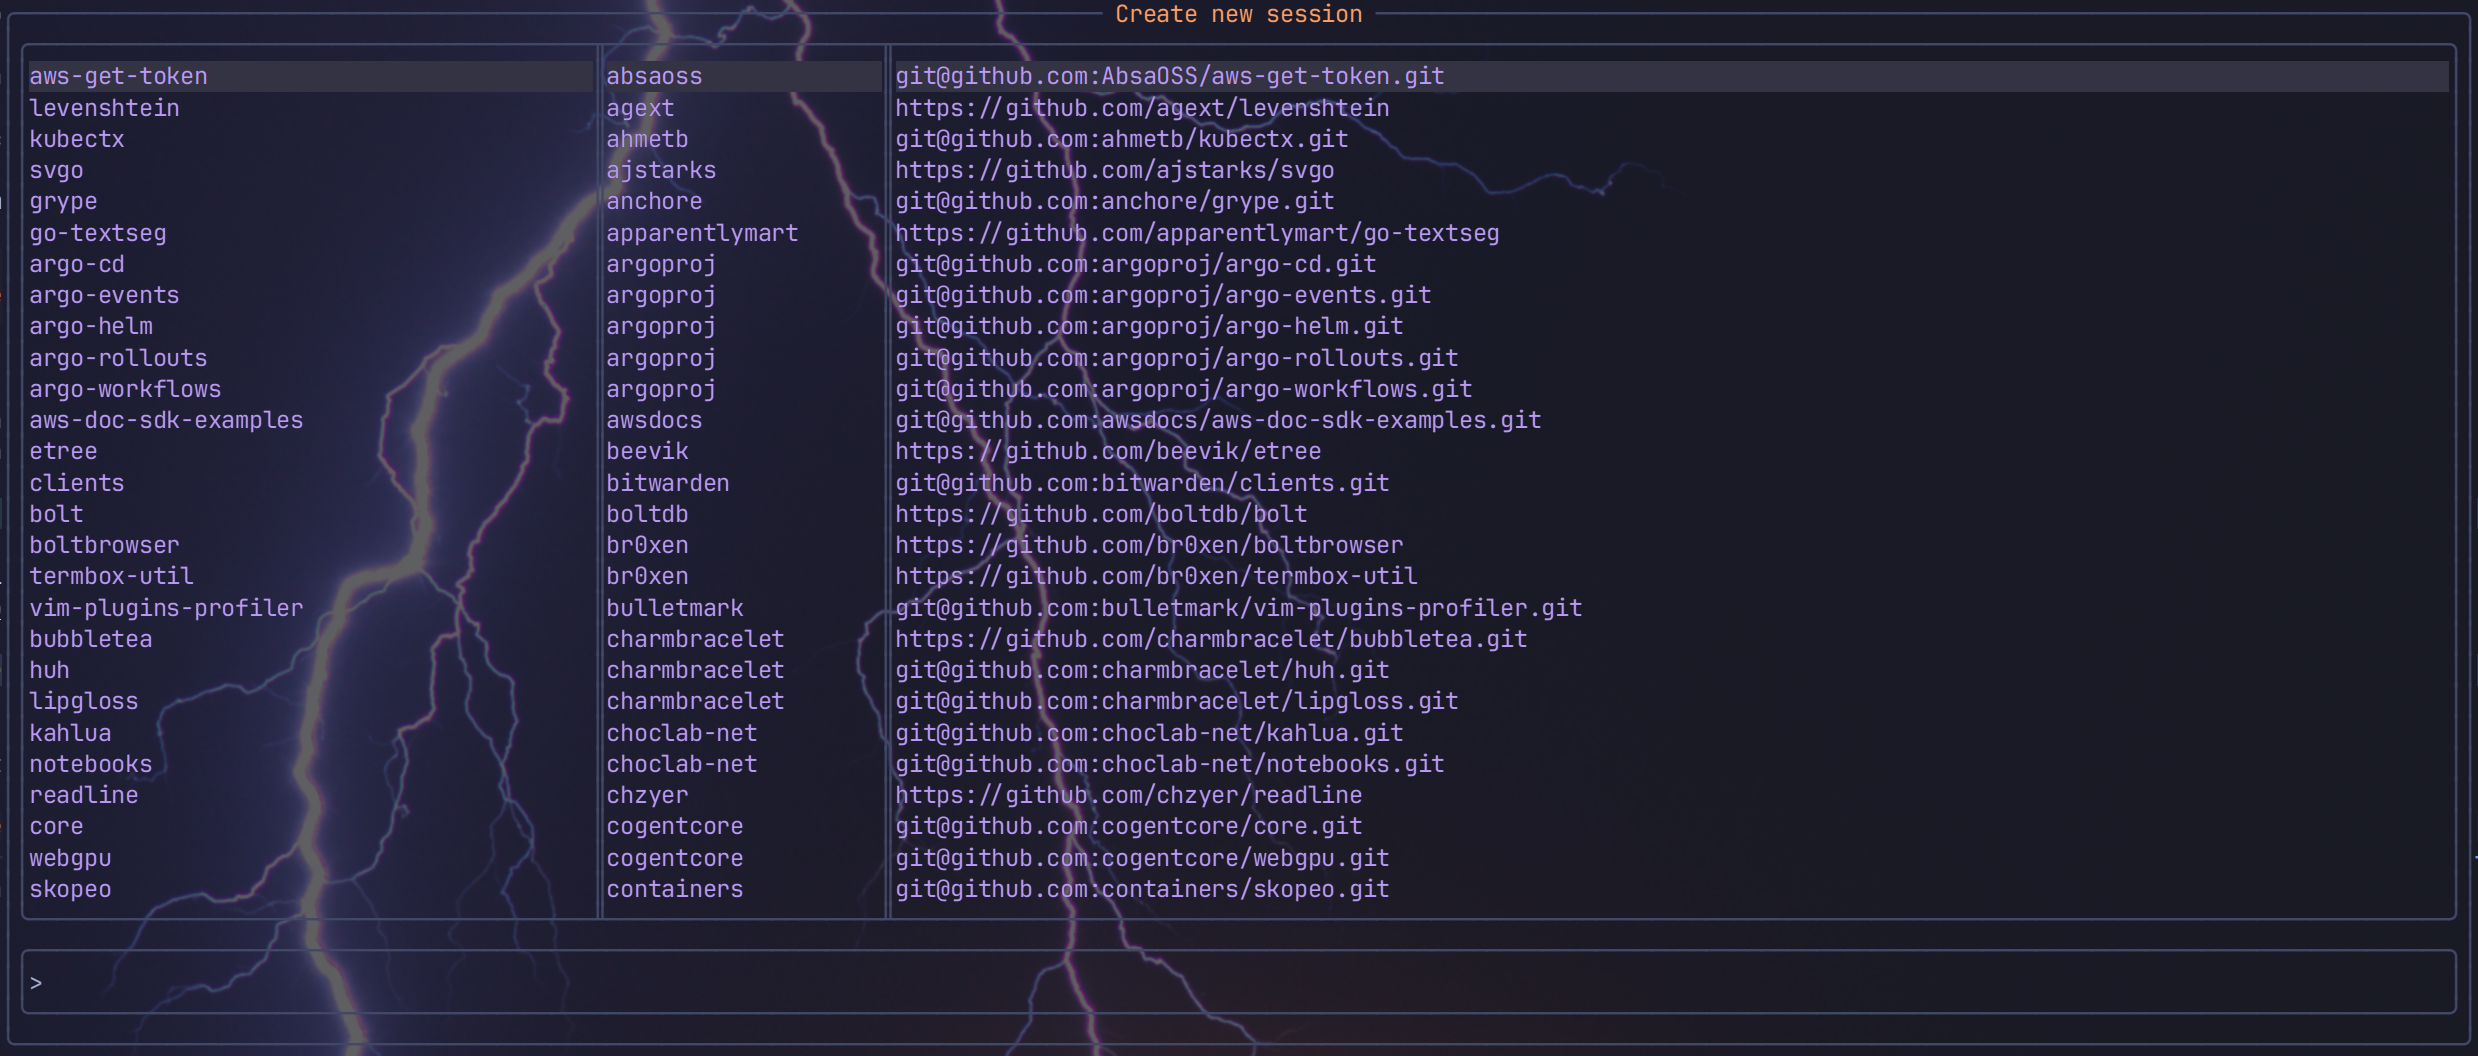 Create new session
aws-get-token absaoss git@github.com:AbsaOSS/aws-get-token.git
levenshtein agext https://github.com/agext/levenshtein
kubectx ahmetb git@github.com:ahmetb/kubectx.git
svgo ajstarks https://github.com/ajstarks/svgo
grype anchore git@github.com:anchore/grype.git
go-textseg apparentlymart https://github.com/apparentlymart/go-textseg
argo-cd argoproj git@github.com:argoproj/argo-cd.git
argo-events argoproj git@github.com:argoproj/argo-events.git
argo-helm argoproj git@github.com:argoproj/argo-helm.git
argo-rollouts argoproj git@github.com:argoproj/argo-rollouts.git
argo-workflows argoproj git@github.com:argoproj/argo-workflows.git
aws-doc-sdk-examples awsdocs git@github.com:awsdocs/aws-doc-sdk-examples.git
etree beevik https://github.com/beevik/etree
clients bitwarden git@github.com:bitwarden/clients.git
bolt boltdb https://github.com/boltdb/bolt
boltbrowser br0xen https://github.com/br0xen/boltbrowser
termbox-util br0xen https://github.com/br0xen/termbox-util
vim-plugins-profiler bulletmark git@github.com:bulletmark/vim-plugins-profiler.git
bubbletea charmbracelet https://github.com/charmbracelet/bubbletea.git
huh charmbracelet git@github.com:charmbracelet/huh.git
lipgloss charmbracelet git@github.com:charmbracelet/lipgloss.git
kahlua choclab-net git@github.com:choclab-net/kahlua.git
notebooks choclab-net git@github.com:choclab-net/notebooks.git
readline chzyer https://github.com/chzyer/readline
core cogentcore git@github.com:cogentcore/core.git
webgpu cogentcore git@github.com:cogentcore/webgpu.git
skopeo containers git@github.com:containers/skopeo.git
>